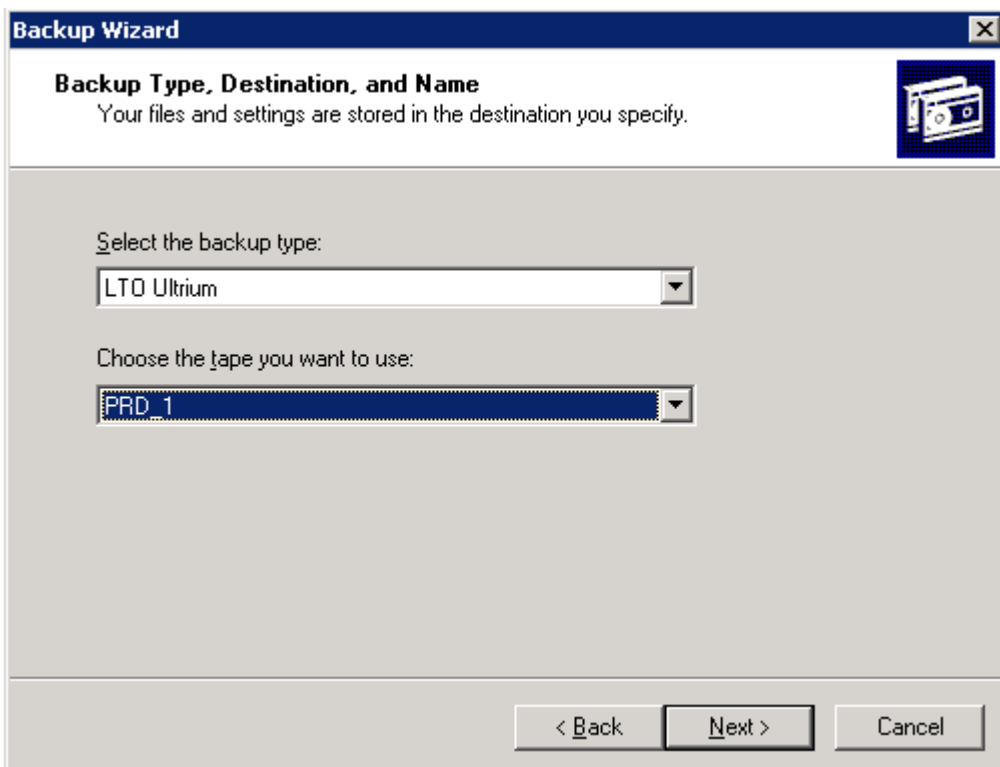 Backup Wizard
Backup Type, Destination, and Name
Your files and settings are stored in the destination you specify.
Select the backup type:
LTO Ultrium
Choose the tape you want to use:
PRD_1
< Back
Next >
Cancel